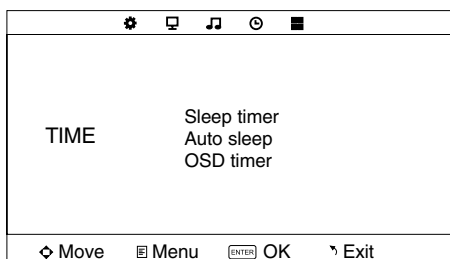 TIME
Sleep timer
Auto sleep
OSD timer
Move Menu ENTER OK Exit